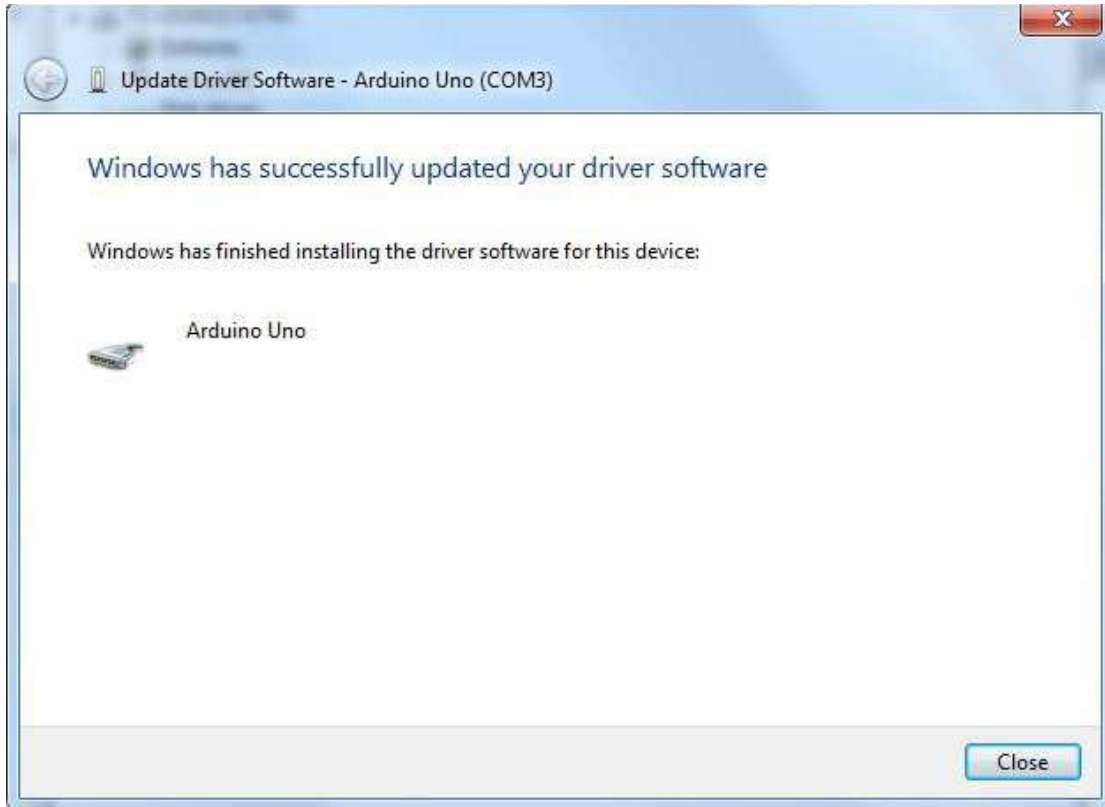 Update Driver Software - Arduino Uno (COM3)
Windows has successfully updated your driver software
Windows has finished installing the driver software for this device:
Arduino Uno
Close